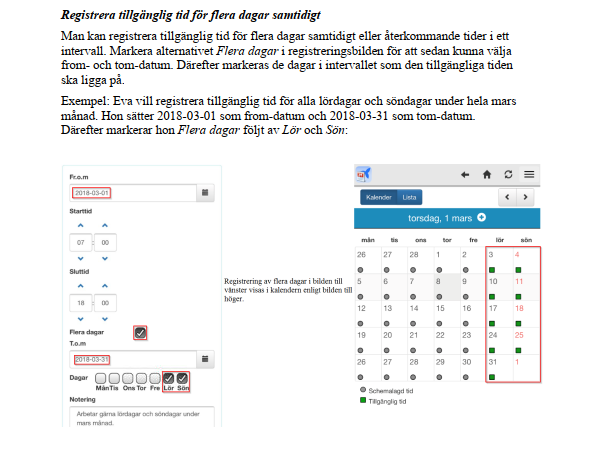 Registrera tillgänglig tid för flera dagar samtidigt
Man kan registrera tillgänglig tid för flera dagar samtidigt eller återkommande tider i ett
intervall. Markera alternativet Flera dagar i registreringsbilden för att sedan kunna välja
from- och tom-datum. Därefter markeras de dagar i intervallet som den tillgängliga tiden
ska ligga på.
Exempel: Eva vill registrera tillgänglig tid för alla lördagar och söndagar under hela mars
månad. Hon sätter 2018-03-01 som from-datum och 2018-03-31 som tom-datum.
Därefter markerar hon Flera dagar följt av Lör och Sön:
Fr.o.m
2018-03-01
Starttid
07 : 00
Sluttid
18 : 00
Flera dagar
T.o.m
2018-03-31
Dagar
Mån Tis Ons Tor Fre Lör Sön
Notering
Arbetar gärna lördagar och söndagar under
mars månad.
Registrering av flera dagar i bilden till
vänster visas i kalendern enligt bilden till
höger.
Kalender Lista
torsdag, 1 mars
mån tis ons tor fre lör sön
26 27 28 1 2 3 4
5 6 7 8 9 10 11
12 13 14 15 16 17 18
19 20 21 22 23 24 25
26 27 28 29 30 31 1
Schemalagd tid
Tillgänglig tid